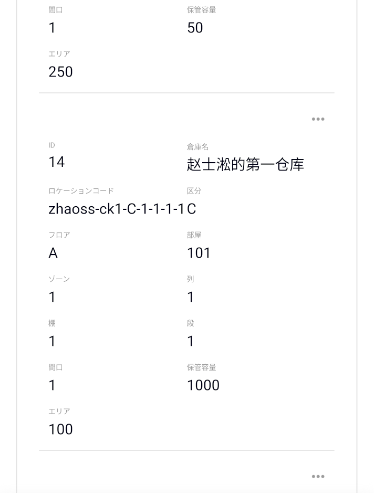 間口 保管容量
1 50
エリア
250
ID 倉庫名
14 赵士淞的第一仓库
ロケーションコード 区分
zhaoss-ck1-C-1-1-1-1 C
フロア 部屋
A 101
ゾーン 列
1 1
棚 段
1 1
間口 保管容量
1 1000
エリア
100